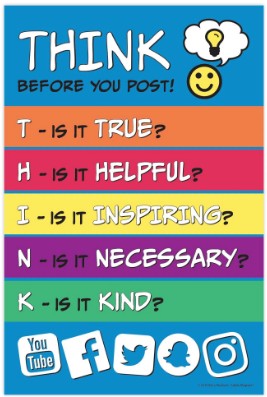 THINK
BEFORE YOU POST!
T - IS IT TRUE?
H - IS IT HELPFUL?
I - IS IT INSPIRING?
N - IS IT NECESSARY?
K - IS IT KIND?
You
Tube